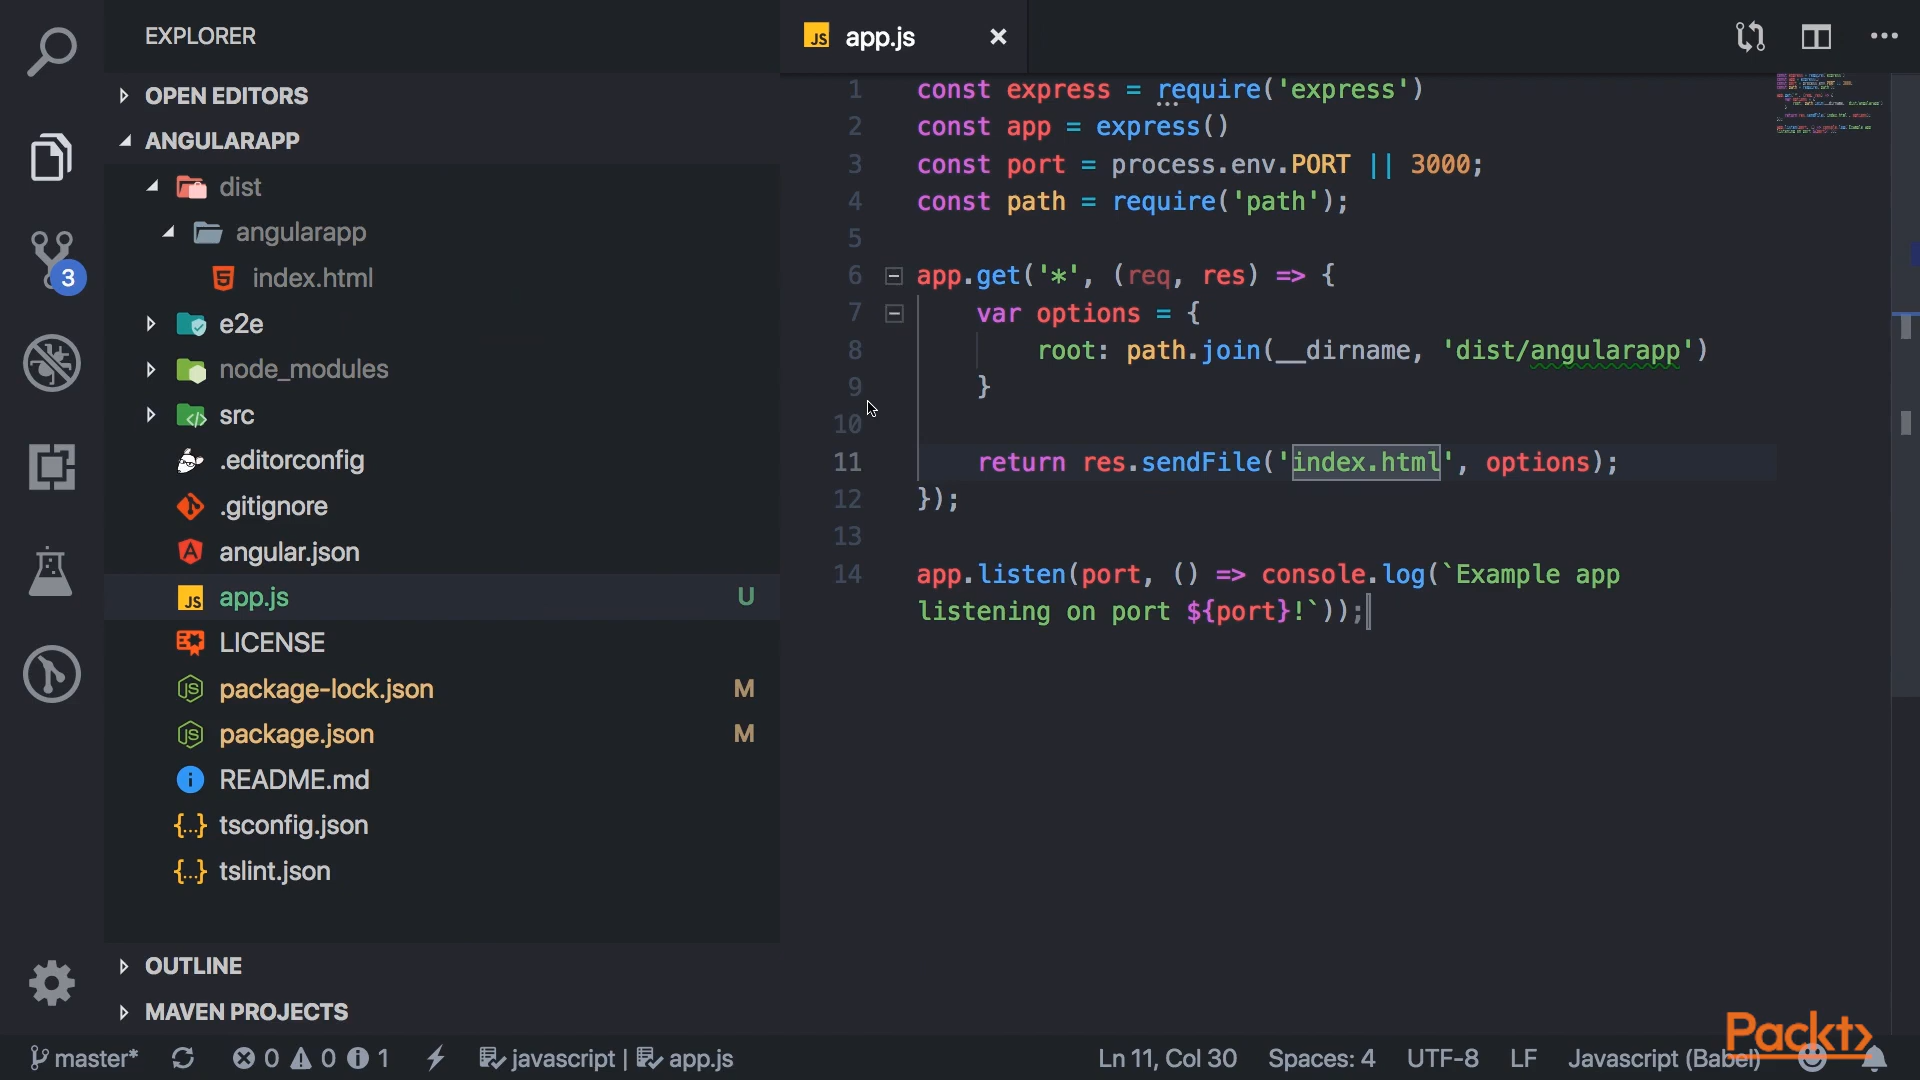 EXPLORER
OPEN EDITORS
ANGULARAPP
dist
angularapp
index.html
e2e
node_modules
src
.editorconfig
.gitignore
angular.json
app.js U
LICENSE
package-lock.json M
package.json M
README.md
tsconfig.json
tslint.json
OUTLINE
MAVEN PROJECTS
3
JS app.js ×
1 const express = require('express')
2 const app = express()
3 const port = process.env.PORT || 3000;
4 const path = require('path');
5
6 app.get('*', (req, res) => {
7 var options = {
8 root: path.join(__dirname, 'dist/angularapp')
9 }
10
11 return res.sendFile('index.html', options);
12 });
13
14 app.listen(port, () => console.log(`Example app
listening on port ${port}!`));
Packt>
master* 0 0 1 javascript | app.js Ln 11, Col 30 Spaces: 4 UTF-8 LF Javascript (Babel)